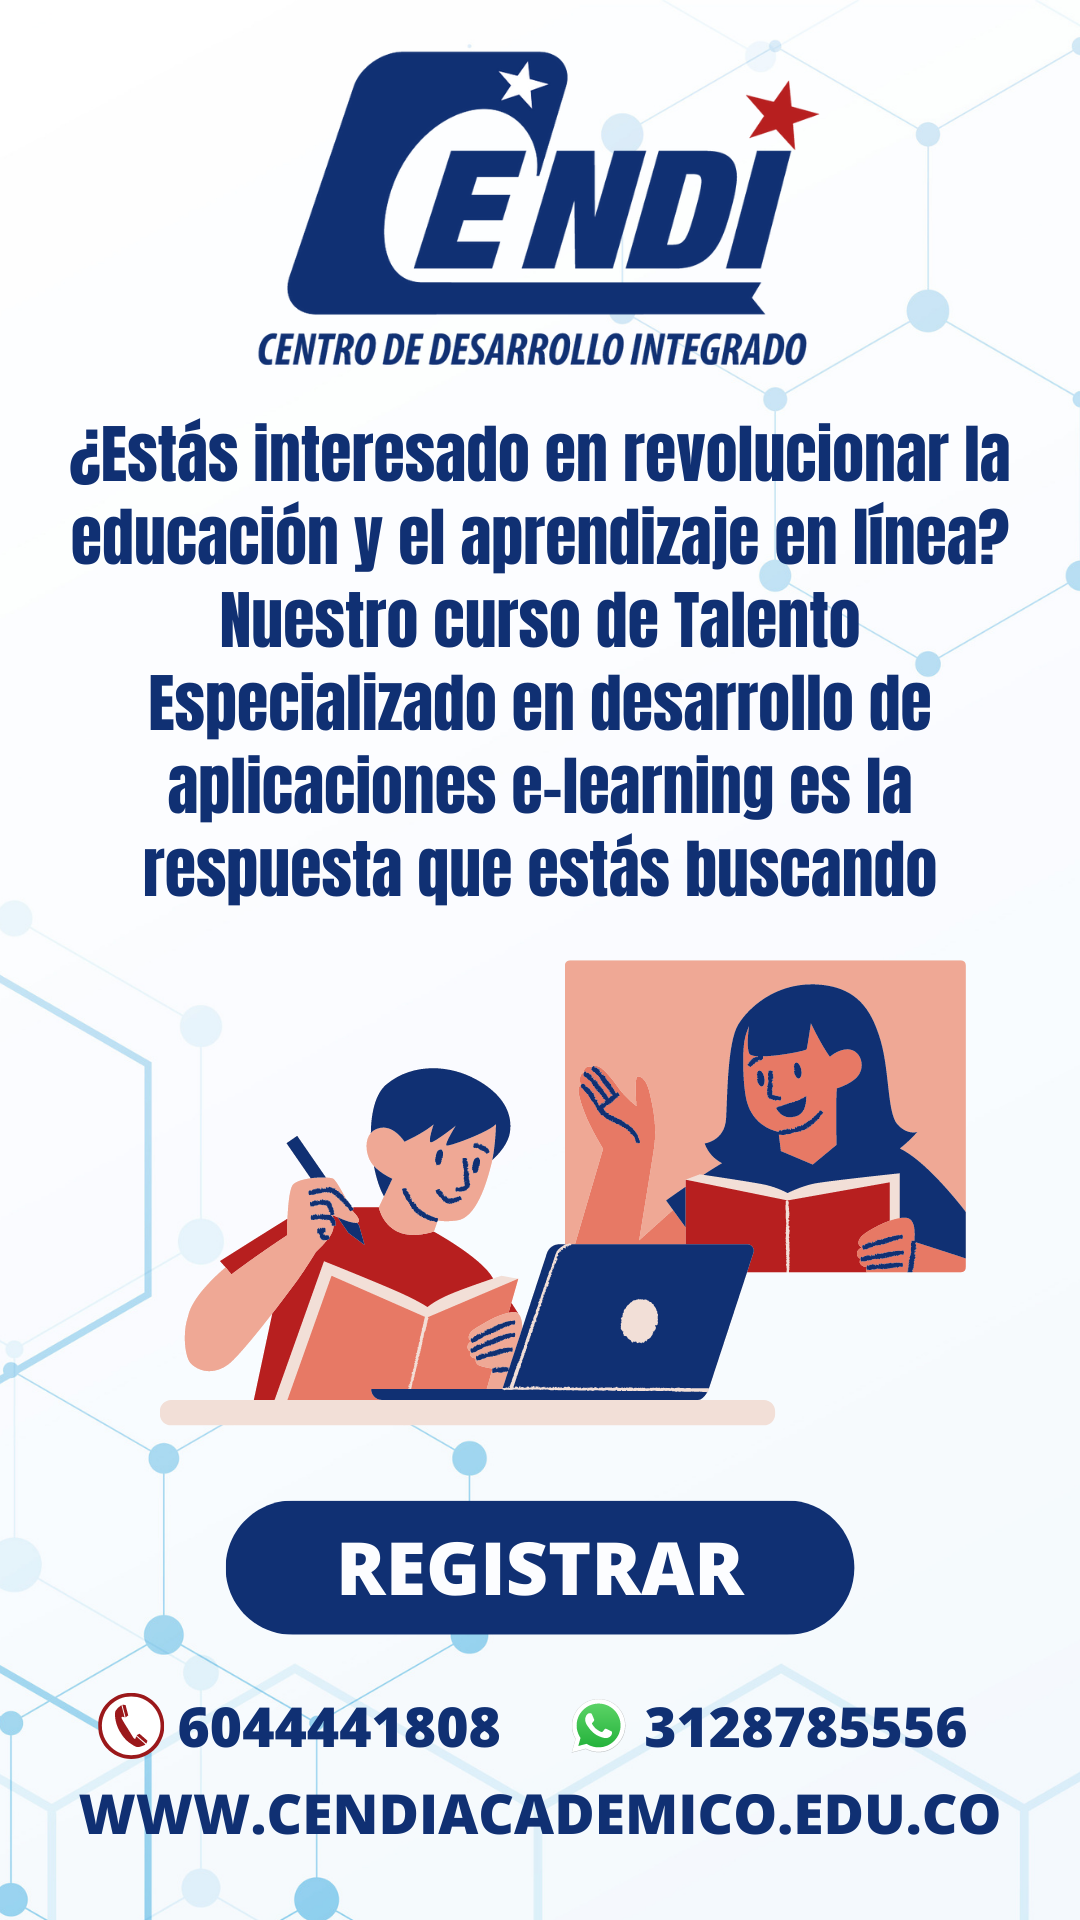 CENDI
CENTRO DE DESARROLLO INTEGRADO
¿Estás interesado en revolucionar la
educación y el aprendizaje en línea?
Nuestro curso de Talento
Especializado en desarrollo de
aplicaciones e-learning es la
respuesta que estás buscando
REGISTRAR
6044441808 3128785556
WWW.CENDIACADEMICO.EDU.CO